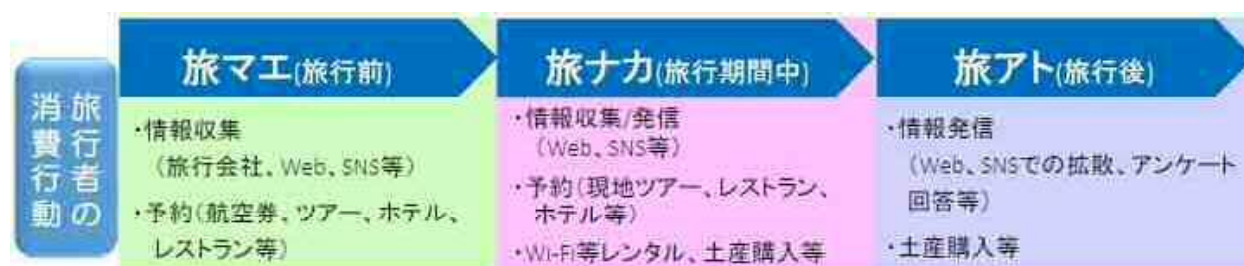 旅行者の
消費行動
旅マエ(旅行前)
・情報収集
(旅行会社、Web、SNS等)
・予約(航空券、ツアー、ホテル、
レストラン等)
旅ナカ(旅行期間中)
・情報収集/発信
(Web、SNS等)
・予約(現地ツアー、レストラン、
ホテル等)
・Wi-Fi等レンタル、土産購入等
旅アト(旅行後)
・情報発信
(Web、SNSでの拡散、アンケート
回答等)
・土産購入等